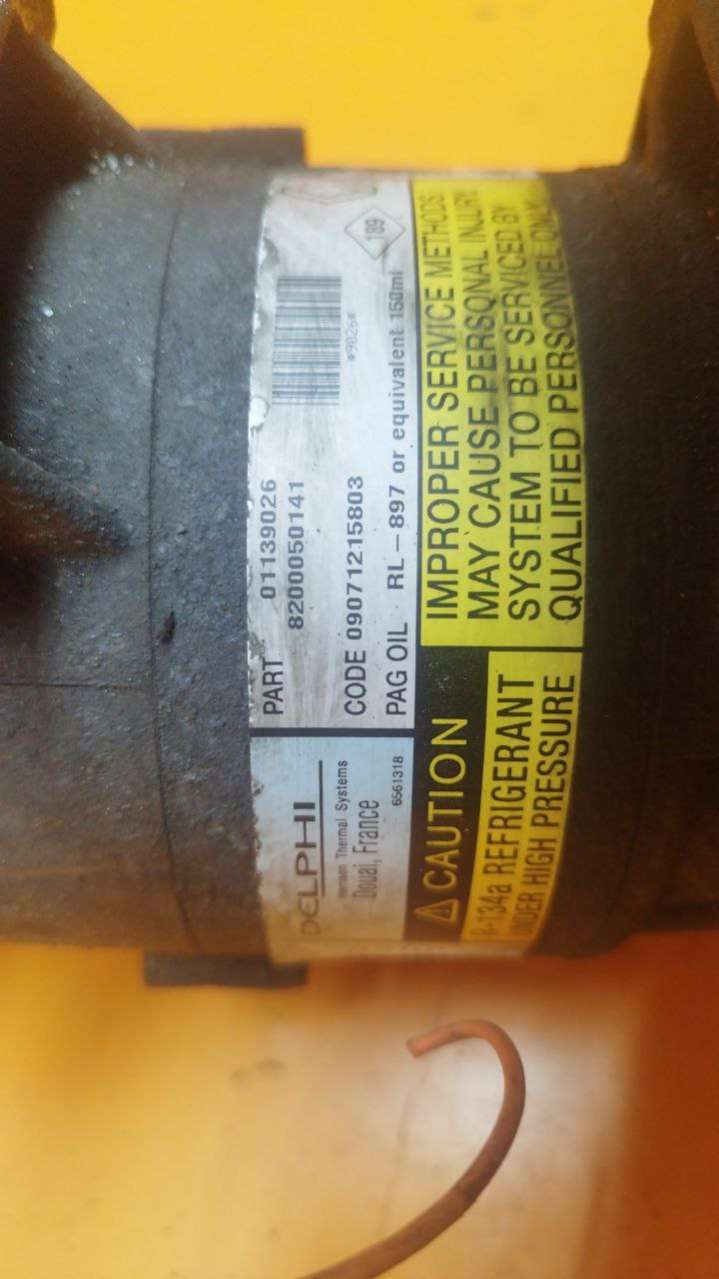 DELPHI
Thermal Systems
Douai, France
6561318
PART 01139026
8200050141
CODE 09071215803
PAG OIL RL-897 or equivalent 150ml
*9026*
189
⚠ CAUTION
R-134a REFRIGERANT
UNDER HIGH PRESSURE
IMPROPER SERVICE METHODS
MAY CAUSE PERSONAL INJURY
SYSTEM TO BE SERVICED BY
QUALIFIED PERSONNEL ONLY